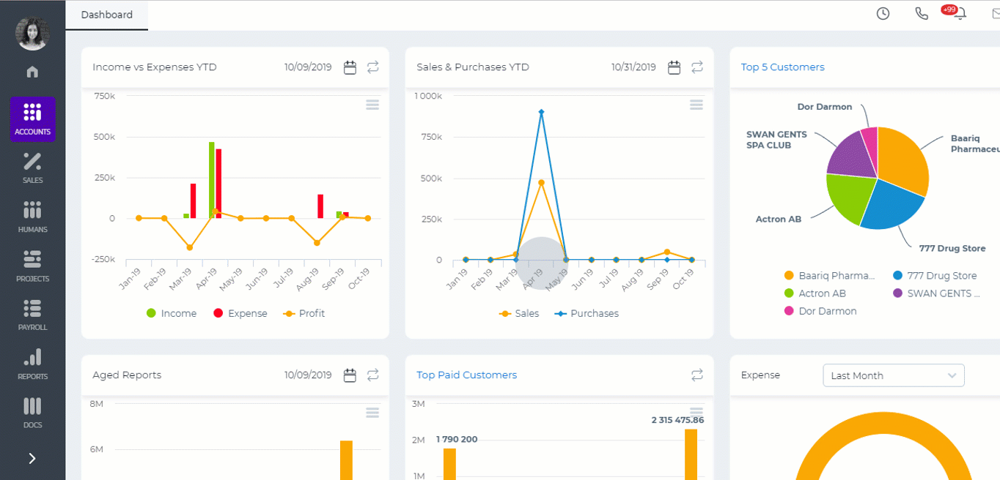 Dashboard
+99
ACCOUNTS
SALES
HUMANS
PROJECTS
PAYROLL
REPORTS
DOCS
Income vs Expenses YTD
10/09/2019
750k
500k
250k
0
-250k
Jan-19
Feb-19
Mar-19
Apr-19
May-19
Jun-19
Jul-19
Aug-19
Sep-19
Oct-19
Income
Expense
Profit
Sales & Purchases YTD
10/31/2019
1 000k
750k
500k
250k
0
Jan 19
Feb 19
Mar 19
Apr 19
May 19
Jun 19
Jul 19
Aug 19
Sep 19
Oct 19
Sales
Purchases
Top 5 Customers
Dor Darmon
SWAN GENTS
SPA CLUB
Baariq
Actron AB
777 Drug Store
Baariq Pharma...
777 Drug Store
Actron AB
SWAN GENTS ...
Dor Darmon
Aged Reports
10/09/2019
8M
6M
Top Paid Customers
3M
2M
1M
1 790 200
2 315 475.86
Expense
Last Month